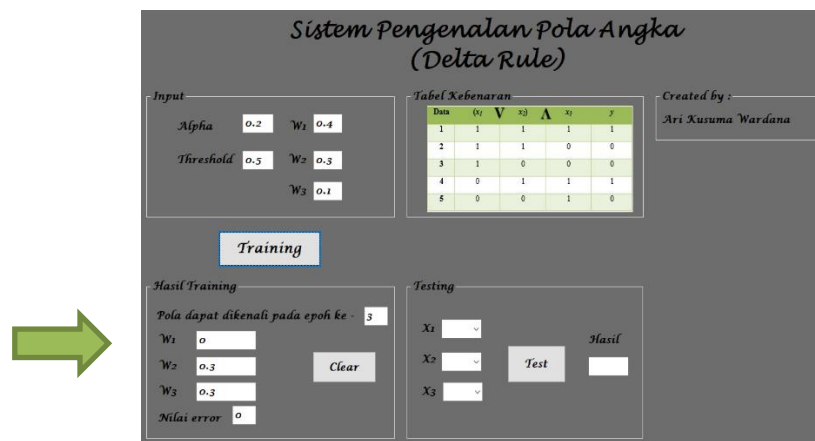 Sistem Pengenalan Pola Angka
(Delta Rule)
Input
Alpha 0.2 W1 0.4
Threshold 0.5 W2 0.3
W3 0.1
Tabel Kebenaran
Data (x1 V x2) Λ x3 y
1 1 1 1 1
2 1 1 0 0
3 1 0 0 0
4 0 1 1 1
5 0 0 1 0
Created by :
Ari Kusuma Wardana
Training
Hasil Training
Pola dapat dikenali pada epoh ke - 3
W1 0
W2 0.3
W3 0.3
Nilai error 0
Clear
Testing
X1
X2
X3
Test
Hasil